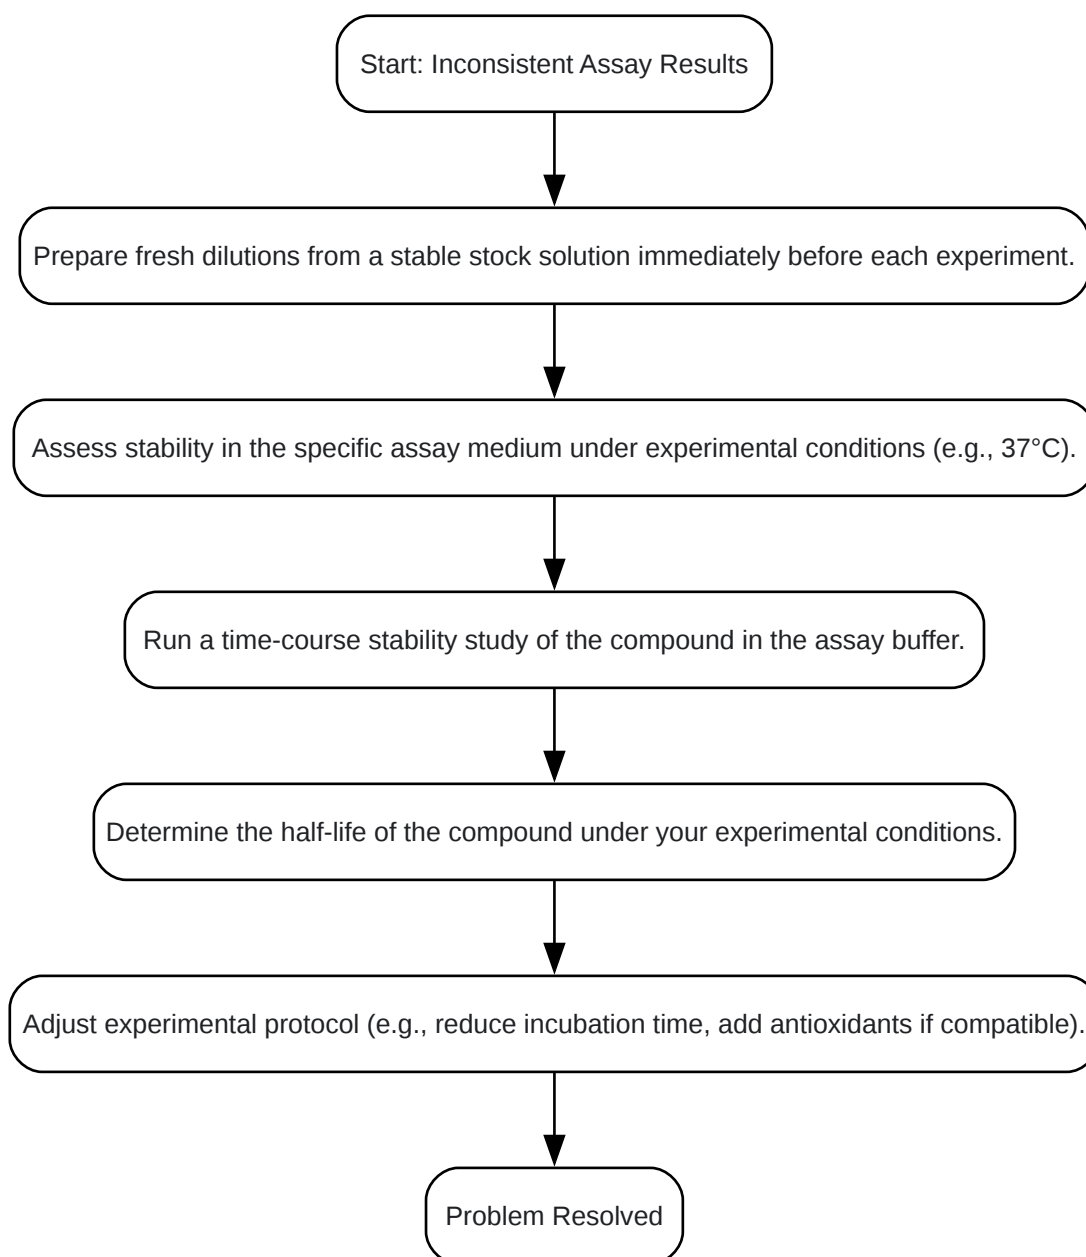 Start: Inconsistent Assay Results
Prepare fresh dilutions from a stable stock solution immediately before each experiment.
Assess stability in the specific assay medium under experimental conditions (e.g., 37°C).
Run a time-course stability study of the compound in the assay buffer.
Determine the half-life of the compound under your experimental conditions.
Adjust experimental protocol (e.g., reduce incubation time, add antioxidants if compatible).
Problem Resolved